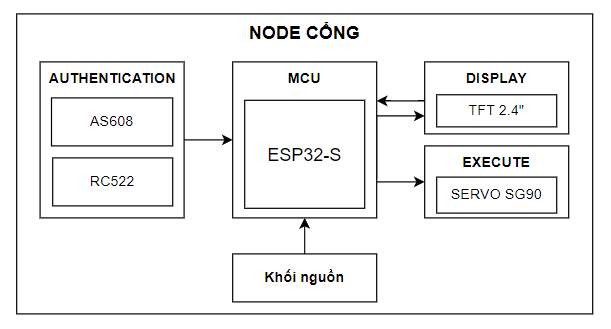 NODE CỔNG
AUTHENTICATION
AS608
RC522
MCU
ESP32-S
DISPLAY
TFT 2.4"
EXECUTE
SERVO SG90
Khối nguồn